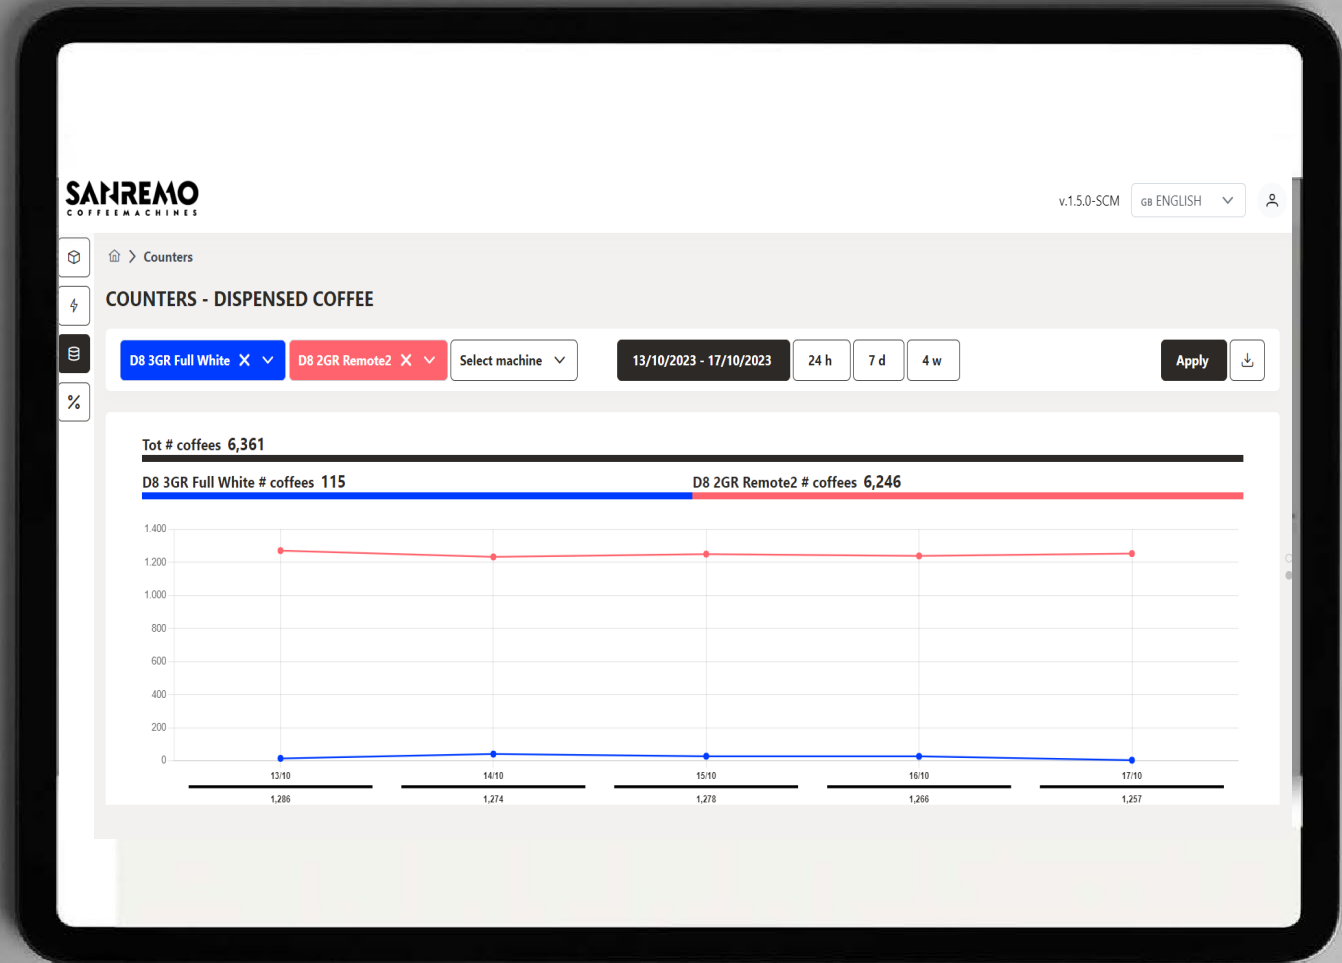 SANREMO
COFFEEMACHINES
v.1.5.0-SCM GB ENGLISH
Counters
COUNTERS - DISPENSED COFFEE
D8 3GR Full White D8 2GR Remote2 Select machine 13/10/2023 - 17/10/2023 24 h 7 d 4 w Apply
Tot # coffees 6,361
D8 3GR Full White # coffees 115 D8 2GR Remote2 # coffees 6,246
1.400
1.200
1.000
800
600
400
200
0
13/10 14/10 15/10 16/10 17/10
1,286 1,274 1,278 1,266 1,257